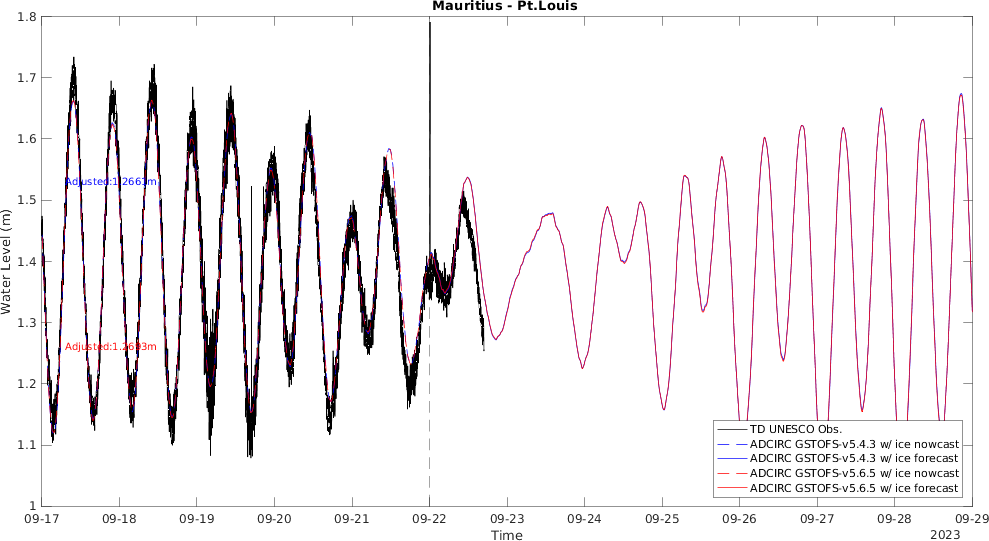 Mauritius - Pt.Louis
1.8
1.7
1.6
1.5
1.4
1.3
1.2
1.1
1
Water Level (m)
Adjusted:1.2661m
Adjusted:1.2693m
TD UNESCO Obs.
ADCIRC GSTOFS-v5.4.3 w/ ice nowcast
ADCIRC GSTOFS-v5.4.3 w/ ice forecast
ADCIRC GSTOFS-v5.6.5 w/ ice nowcast
ADCIRC GSTOFS-v5.6.5 w/ ice forecast
09-17 09-18 09-19 09-20 09-21 09-22 09-23 09-24 09-25 09-26 09-27 09-28 09-29
Time
2023